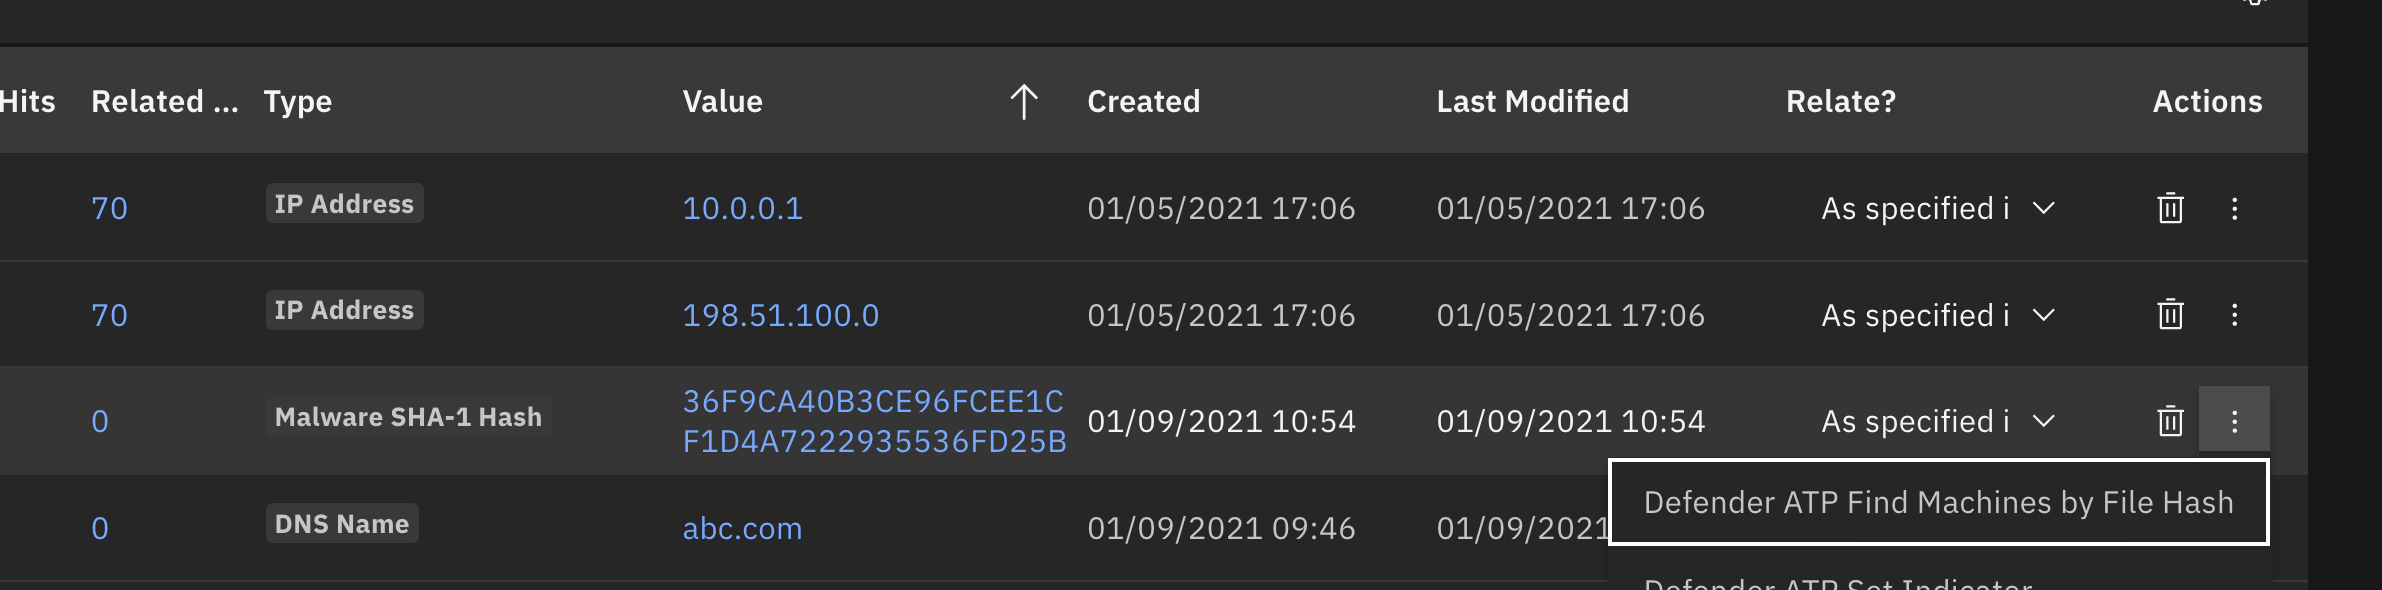 Hits Related ... Type Value Created Last Modified Relate? Actions
70 IP Address 10.0.0.1 01/05/2021 17:06 01/05/2021 17:06 As specified i
70 IP Address 198.51.100.0 01/05/2021 17:06 01/05/2021 17:06 As specified i
0 Malware SHA-1 Hash 36F9CA40B3CE96FCEE1C 01/09/2021 10:54 01/09/2021 10:54 As specified i
F1D4A7222935536FD25B
Defender ATP Find Machines by File Hash
0 DNS Name abc.com 01/09/2021 09:46 01/09/2021
Defender ATP Set Indicator